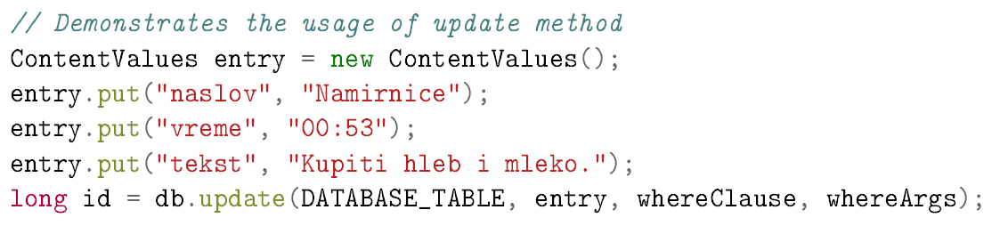 // Demonstrates the usage of update method
ContentValues entry = new ContentValues();
entry.put("naslov", "Namirnice");
entry.put("vreme", "00:53");
entry.put("tekst", "Kupiti hleb i mleko.");
long id = db.update(DATABASE_TABLE, entry, whereClause, whereArgs);